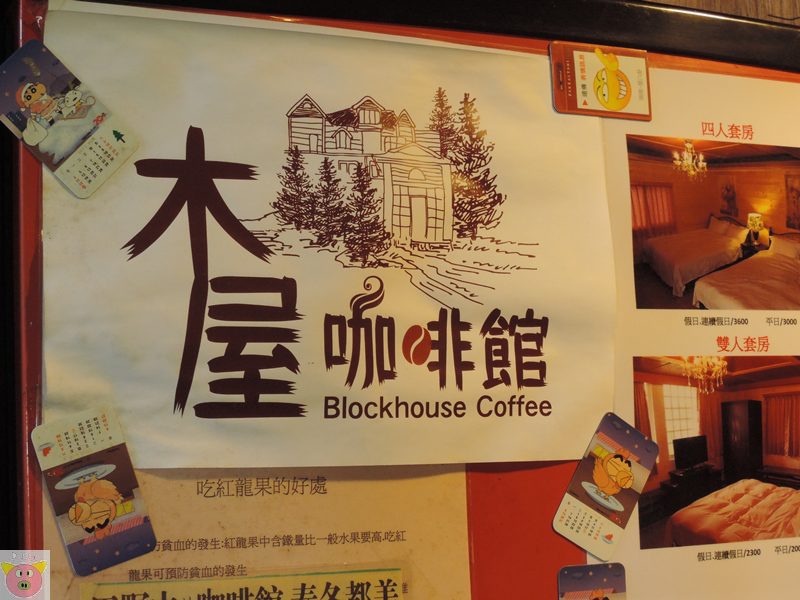 木屋
咖啡館
Blockhouse Coffee
四人套房
假日.連續假日/3600 平日/3000
雙人套房
假日.連續假日/2300 平日/200
吃紅龍果的好處
防貧血的發生:紅龍果中含鐵量比一般水果要高.吃紅
龍果可預防貧血的發生